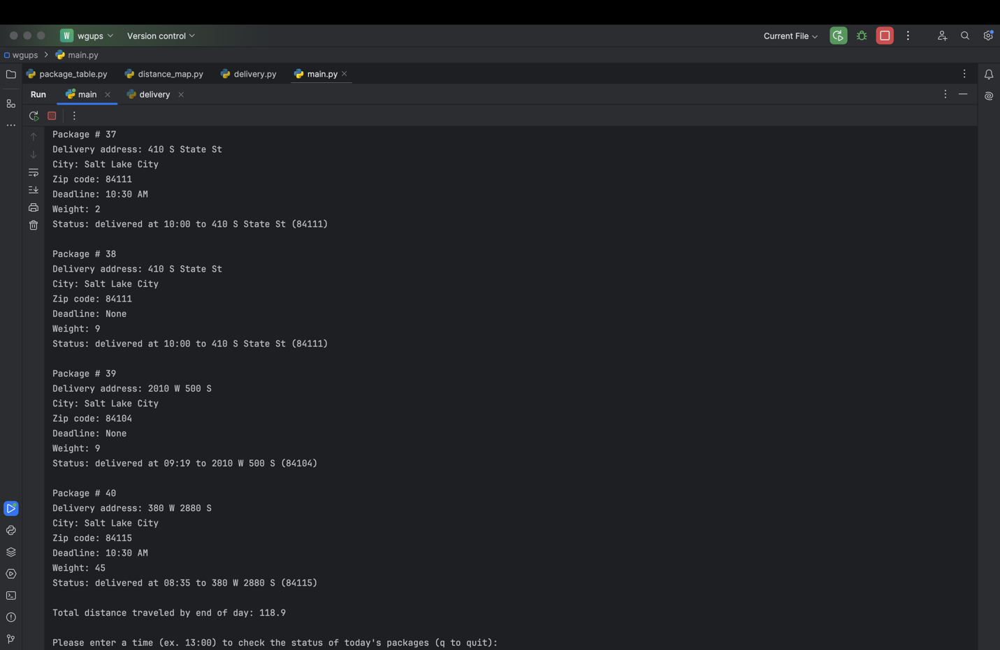 W wgups Version control Current File
wgups main.py
package_table.py distance_map.py delivery.py main.py
Run main delivery
Package # 37
Delivery address: 410 S State St
City: Salt Lake City
Zip code: 84111
Deadline: 10:30 AM
Weight: 2
Status: delivered at 10:00 to 410 S State St (84111)
Package # 38
Delivery address: 410 S State St
City: Salt Lake City
Zip code: 84111
Deadline: None
Weight: 9
Status: delivered at 10:00 to 410 S State St (84111)
Package # 39
Delivery address: 2010 W 500 S
City: Salt Lake City
Zip code: 84104
Deadline: None
Weight: 9
Status: delivered at 09:19 to 2010 W 500 S (84104)
Package # 40
Delivery address: 380 W 2880 S
City: Salt Lake City
Zip code: 84115
Deadline: 10:30 AM
Weight: 45
Status: delivered at 08:35 to 380 W 2880 S (84115)
Total distance traveled by end of day: 118.9
Please enter a time (ex. 13:00) to check the status of today's packages (q to quit):